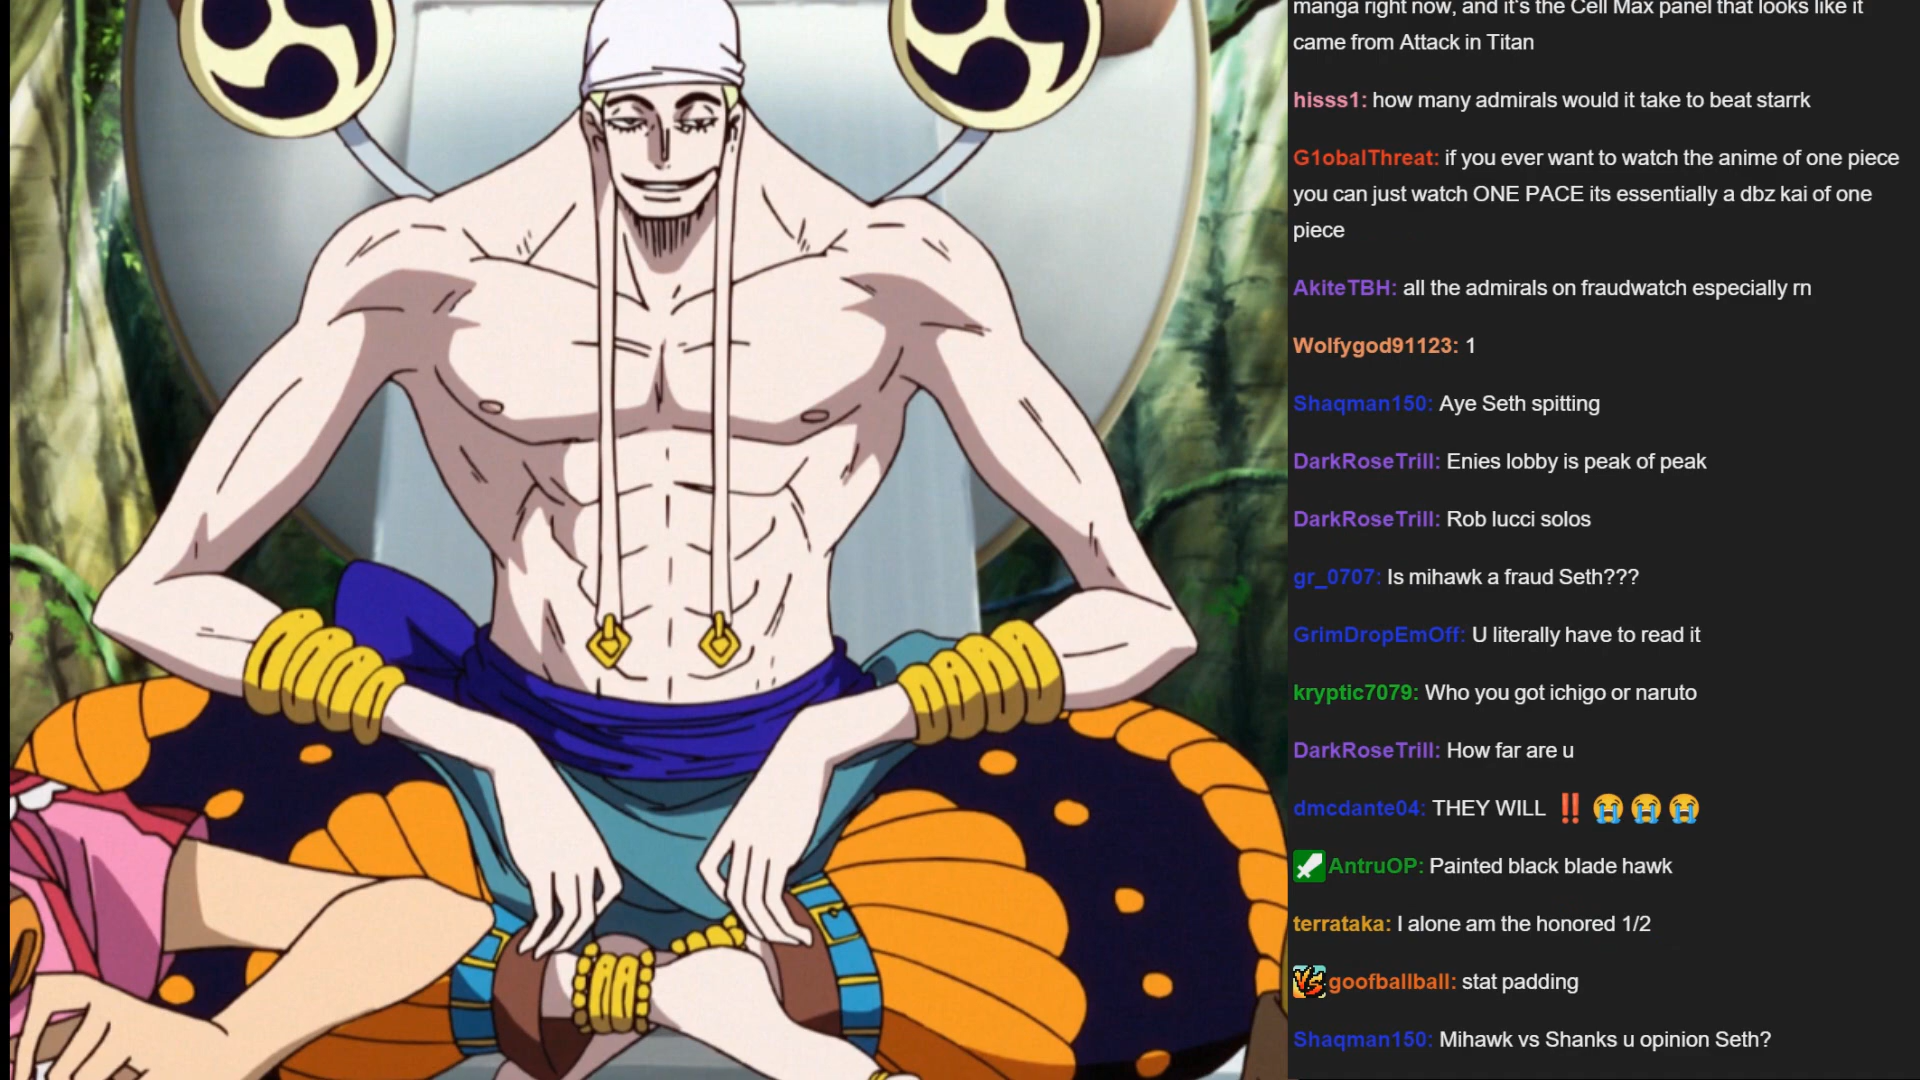 manga right now, and it's the Cell Max panel that looks like it
came from Attack in Titan
hisss1: how many admirals would it take to beat starrk
G1obalThreat: if you ever want to watch the anime of one piece
you can just watch ONE PACE its essentially a dbz kai of one
piece
AkiteTBH: all the admirals on fraudwatch especially rn
Wolfygod91123: 1
Shaqman150: Aye Seth spitting
DarkRoseTrill: Enies lobby is peak of peak
DarkRoseTrill: Rob lucci solos
gr_0707: Is mihawk a fraud Seth???
GrimDropEmOff: U literally have to read it
kryptic7079: Who you got ichigo or naruto
DarkRoseTrill: How far are u
dmcdante04: THEY WILL ‼️ 😭 😭 😭
AntruOP: Painted black blade hawk
terrataka: I alone am the honored 1/2
goofballball: stat padding
Shaqman150: Mihawk vs Shanks u opinion Seth?